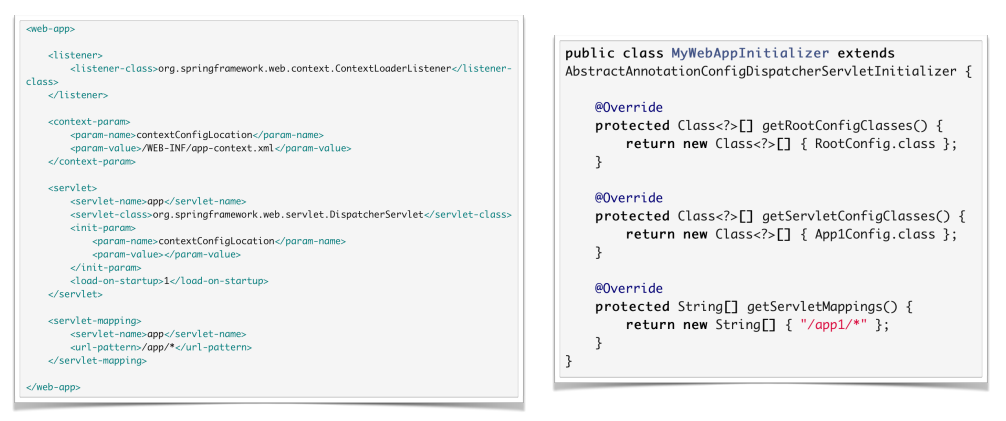 <web-app>
<listener>
<listener-class>org.springframework.web.context.ContextLoaderListener</listener-
class>
</listener>
<context-param>
<param-name>contextConfigLocation</param-name>
<param-value>/WEB-INF/app-context.xml</param-value>
</context-param>
<servlet>
<servlet-name>app</servlet-name>
<servlet-class>org.springframework.web.servlet.DispatcherServlet</servlet-class>
<init-param>
<param-name>contextConfigLocation</param-name>
<param-value></param-value>
</init-param>
<load-on-startup>1</load-on-startup>
</servlet>
<servlet-mapping>
<servlet-name>app</servlet-name>
<url-pattern>/app/*</url-pattern>
</servlet-mapping>
</web-app>
public class MyWebAppInitializer extends
AbstractAnnotationConfigDispatcherServletInitializer {
@Override
protected Class<?>[] getRootConfigClasses() {
return new Class<?>[] { RootConfig.class };
}
@Override
protected Class<?>[] getServletConfigClasses() {
return new Class<?>[] { App1Config.class };
}
@Override
protected String[] getServletMappings() {
return new String[] { "/app1/*" };
}
}